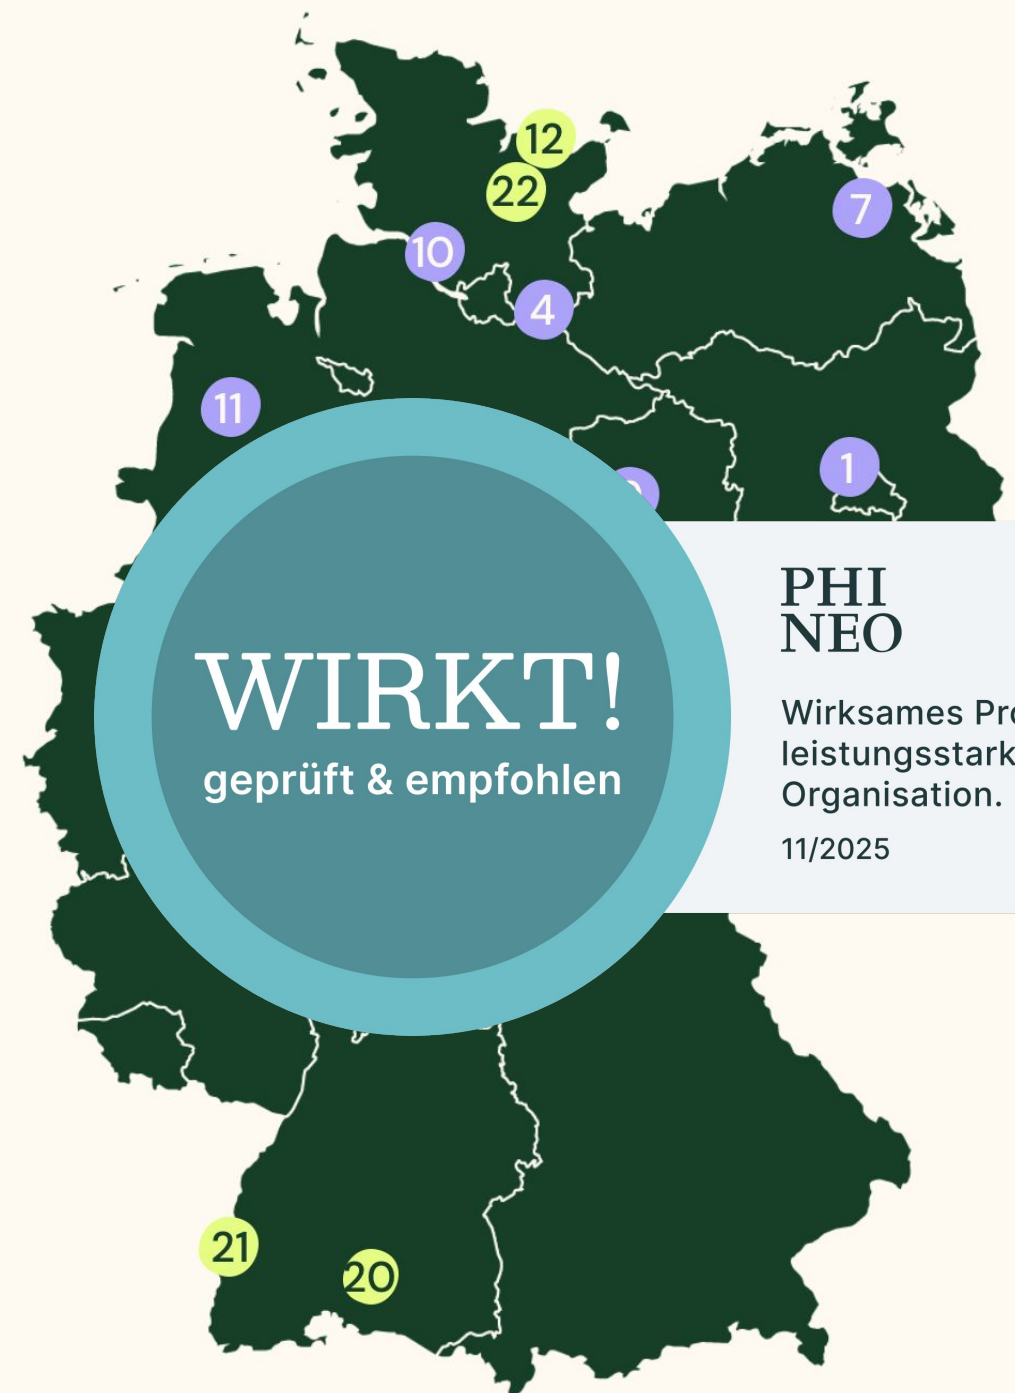 12
22
7
10
4
11
1
WIRKT!
geprüft & empfohlen
PHI
NEO
Wirksames
leistungsstark
Organisation.
11/2025
21
20